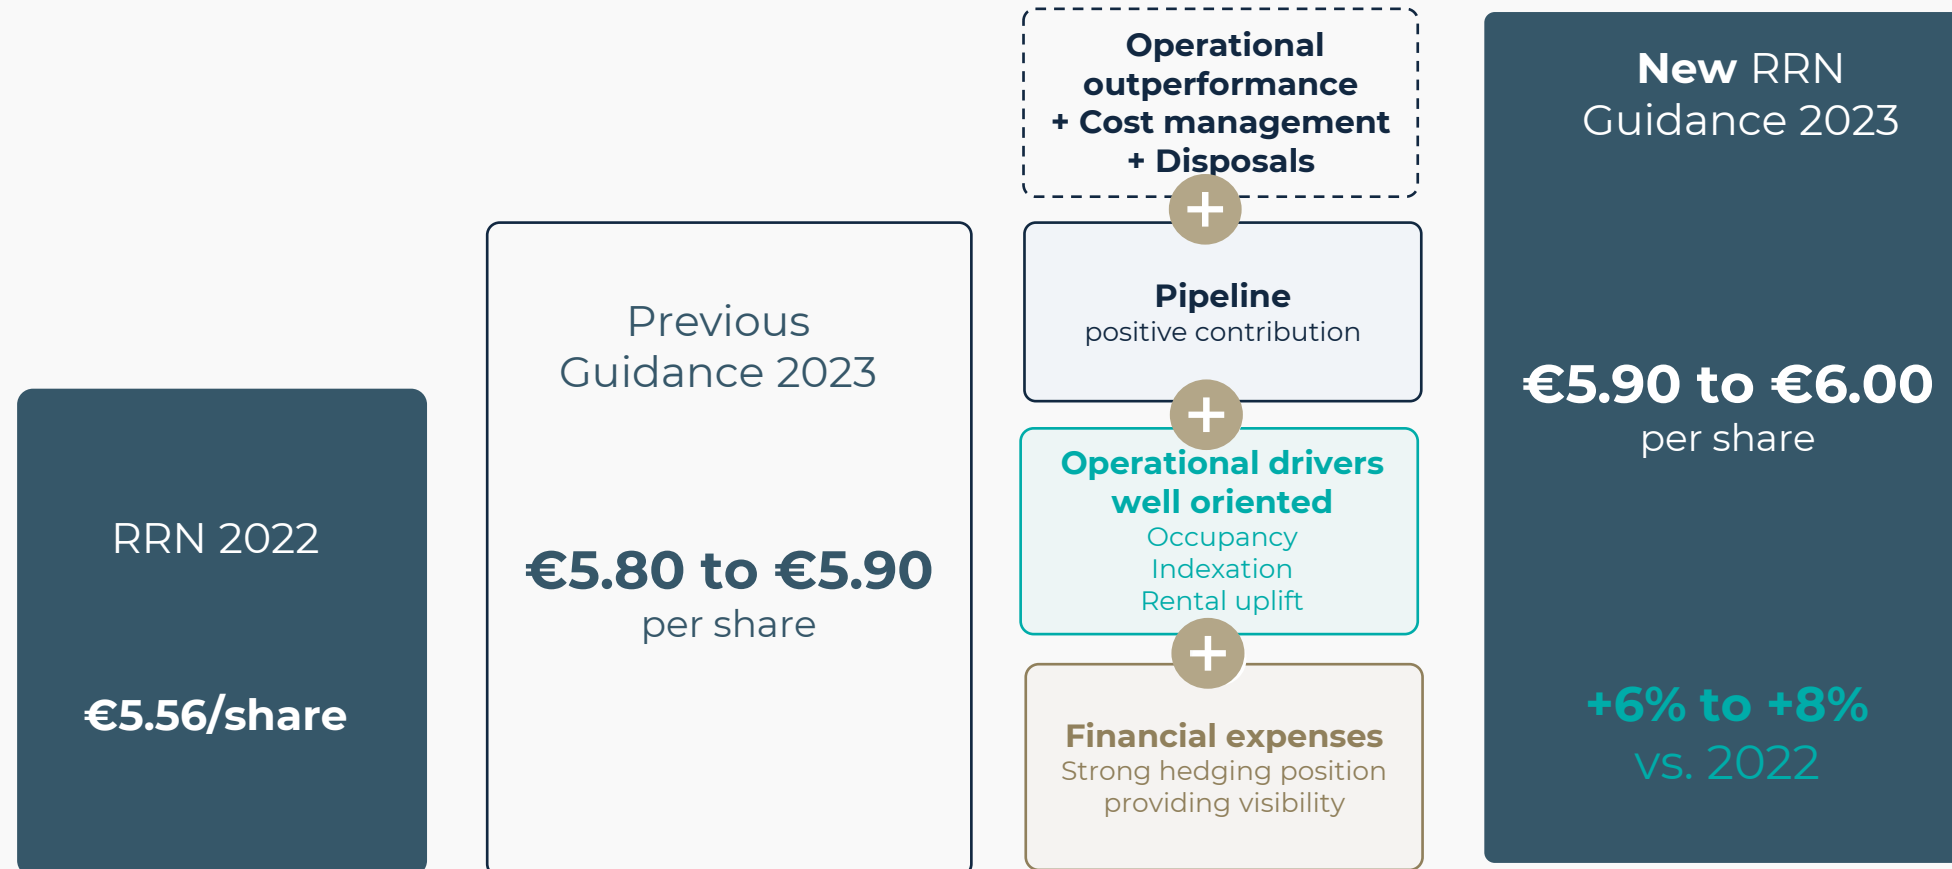 RRN 2022
€5.56/share
Previous
Guidance 2023
€5.80 to €5.90
per share
Operational
outperformance
+ Cost management
+ Disposals
+
Pipeline
positive contribution
+
Operational drivers
well oriented
Occupancy
Indexation
Rental uplift
+
Financial expenses
Strong hedging position
providing visibility
New RRN
Guidance 2023
€5.90 to €6.00
per share
+6% to +8%
vs. 2022